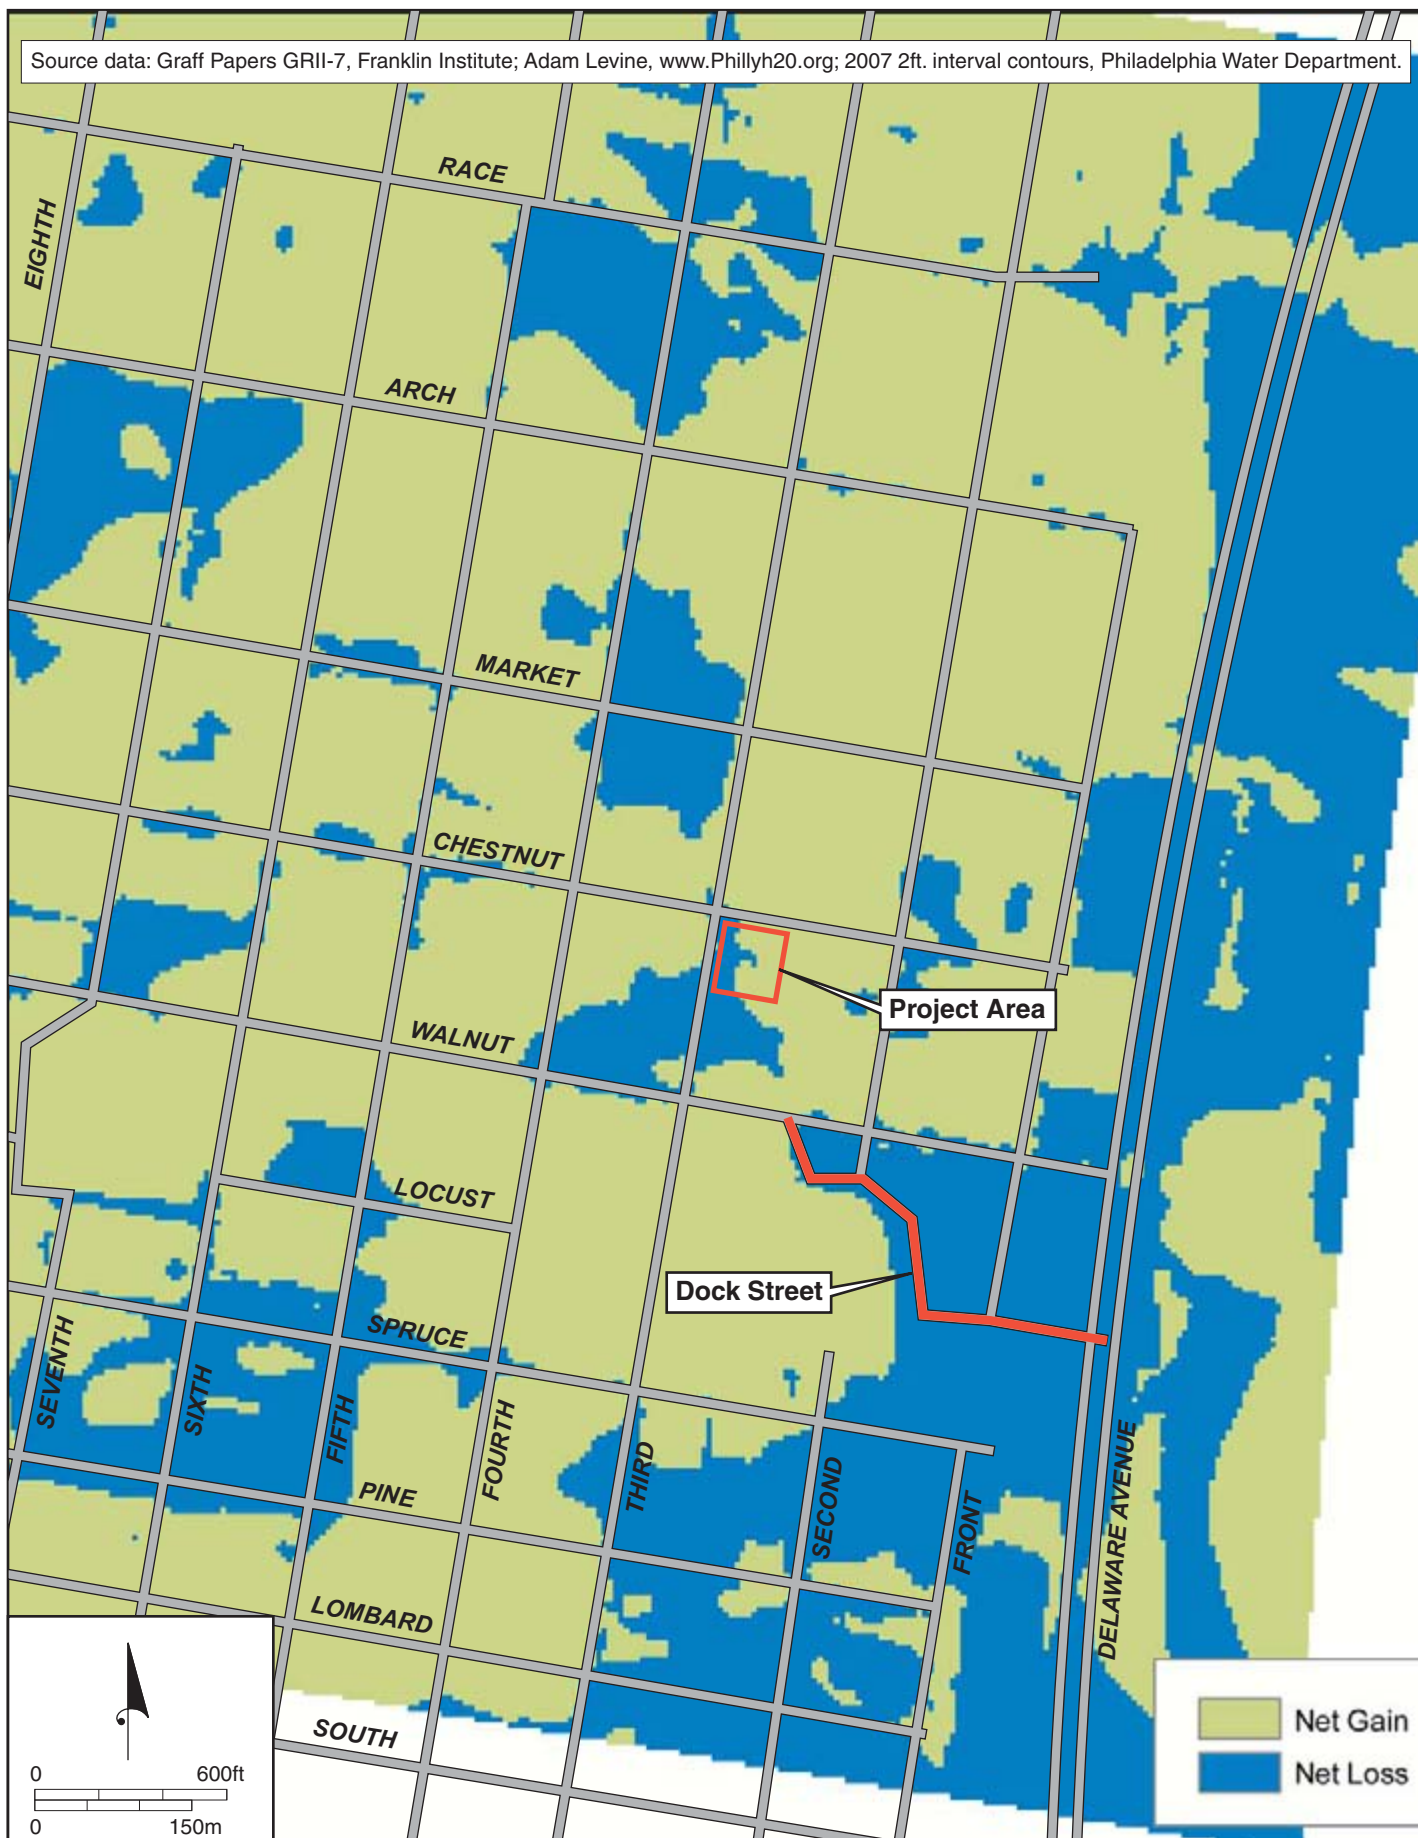 Source data: Graff Papers GRII-7, Franklin Institute; Adam Levine, www.Phillyh20.org; 2007 2ft. interval contours, Philadelphia Water Department.
RACE
EIGHTH
ARCH
MARKET
CHESTNUT
Project Area
WALNUT
LOCUST
Dock Street
SPRUCE
SEVENTH
SIXTH
FIFTH
FOURTH
THIRD
SECOND
FRONT
DELAWARE AVENUE
PINE
LOMBARD
SOUTH
Net Gain
Net Loss
0 600ft
0 150m